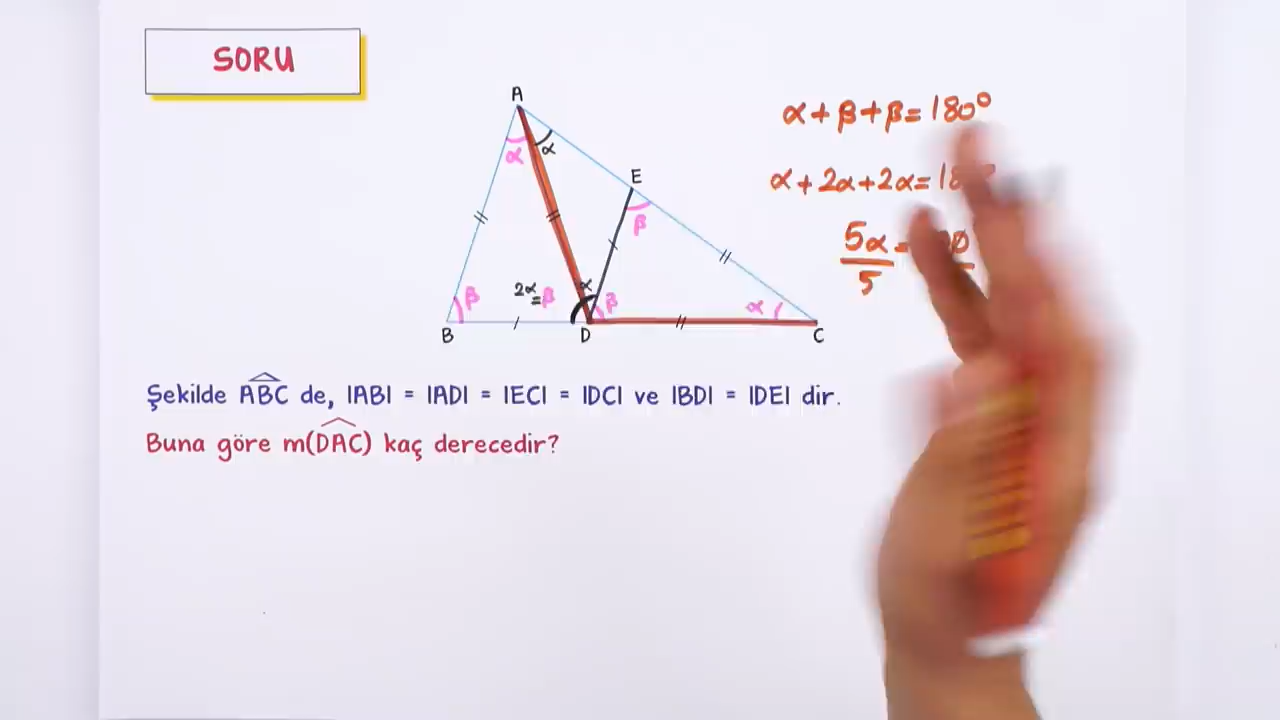 SORU
A
α
α
E
β
α
2α=β
β
β
α
B
D
C
α+β+β=180°
α+2α+2α=
5α
5
Şekilde ABC de, |AB| = |AD| = |EC| = |DC| ve |BD| = |DE| dir.
Buna göre m(DAC) kaç derecedir?